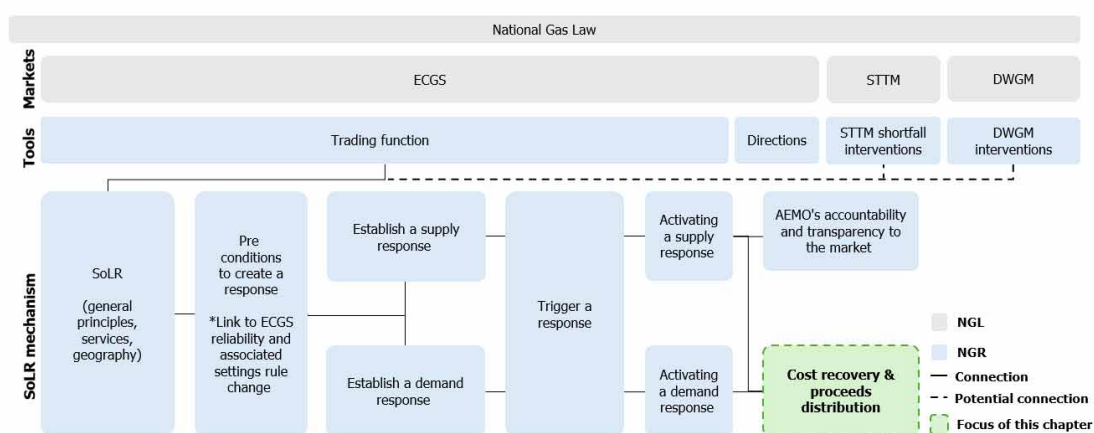 National Gas Law
Markets
ECGS
STTM
DWGM
Tools
Trading function
Directions
STTM shortfall
interventions
DWGM
interventions
SoLR mechanism
SoLR
(general
principles,
services,
geography)
Pre
conditions
to create a
response
*Link to ECGS
reliability and
associated
settings rule
change
Establish a supply
response
Establish a demand
response
Trigger a
response
Activating
a supply
response
Activating
a demand
response
AEMO's accountability
and transparency to
the market
Cost recovery &
proceeds
distribution
NGL
NGR
Connection
Potential connection
Focus of this chapter